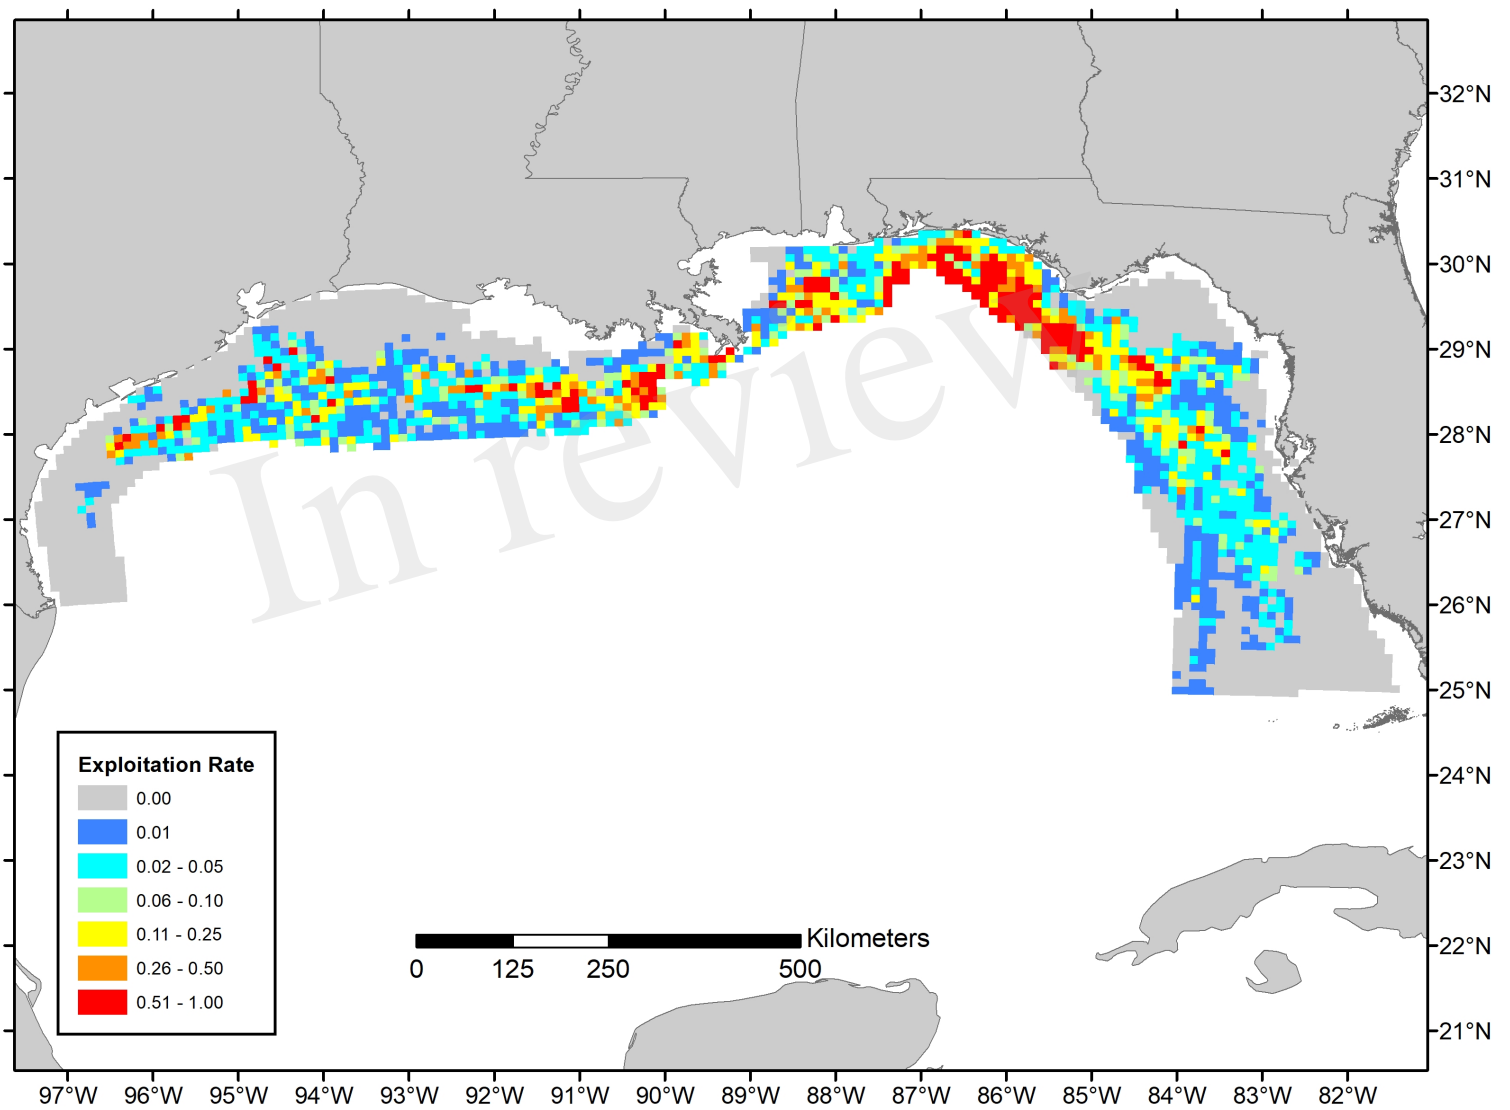 32°N
31°N
30°N
29°N
28°N
27°N
26°N
25°N
24°N
23°N
22°N
21°N
In review
Exploitation Rate
0.00
0.01
0.02 - 0.05
0.06 - 0.10
0.11 - 0.25
0.26 - 0.50
0.51 - 1.00
Kilometers
0 125 250 500
97°W 96°W 95°W 94°W 93°W 92°W 91°W 90°W 89°W 88°W 87°W 86°W 85°W 84°W 83°W 82°W